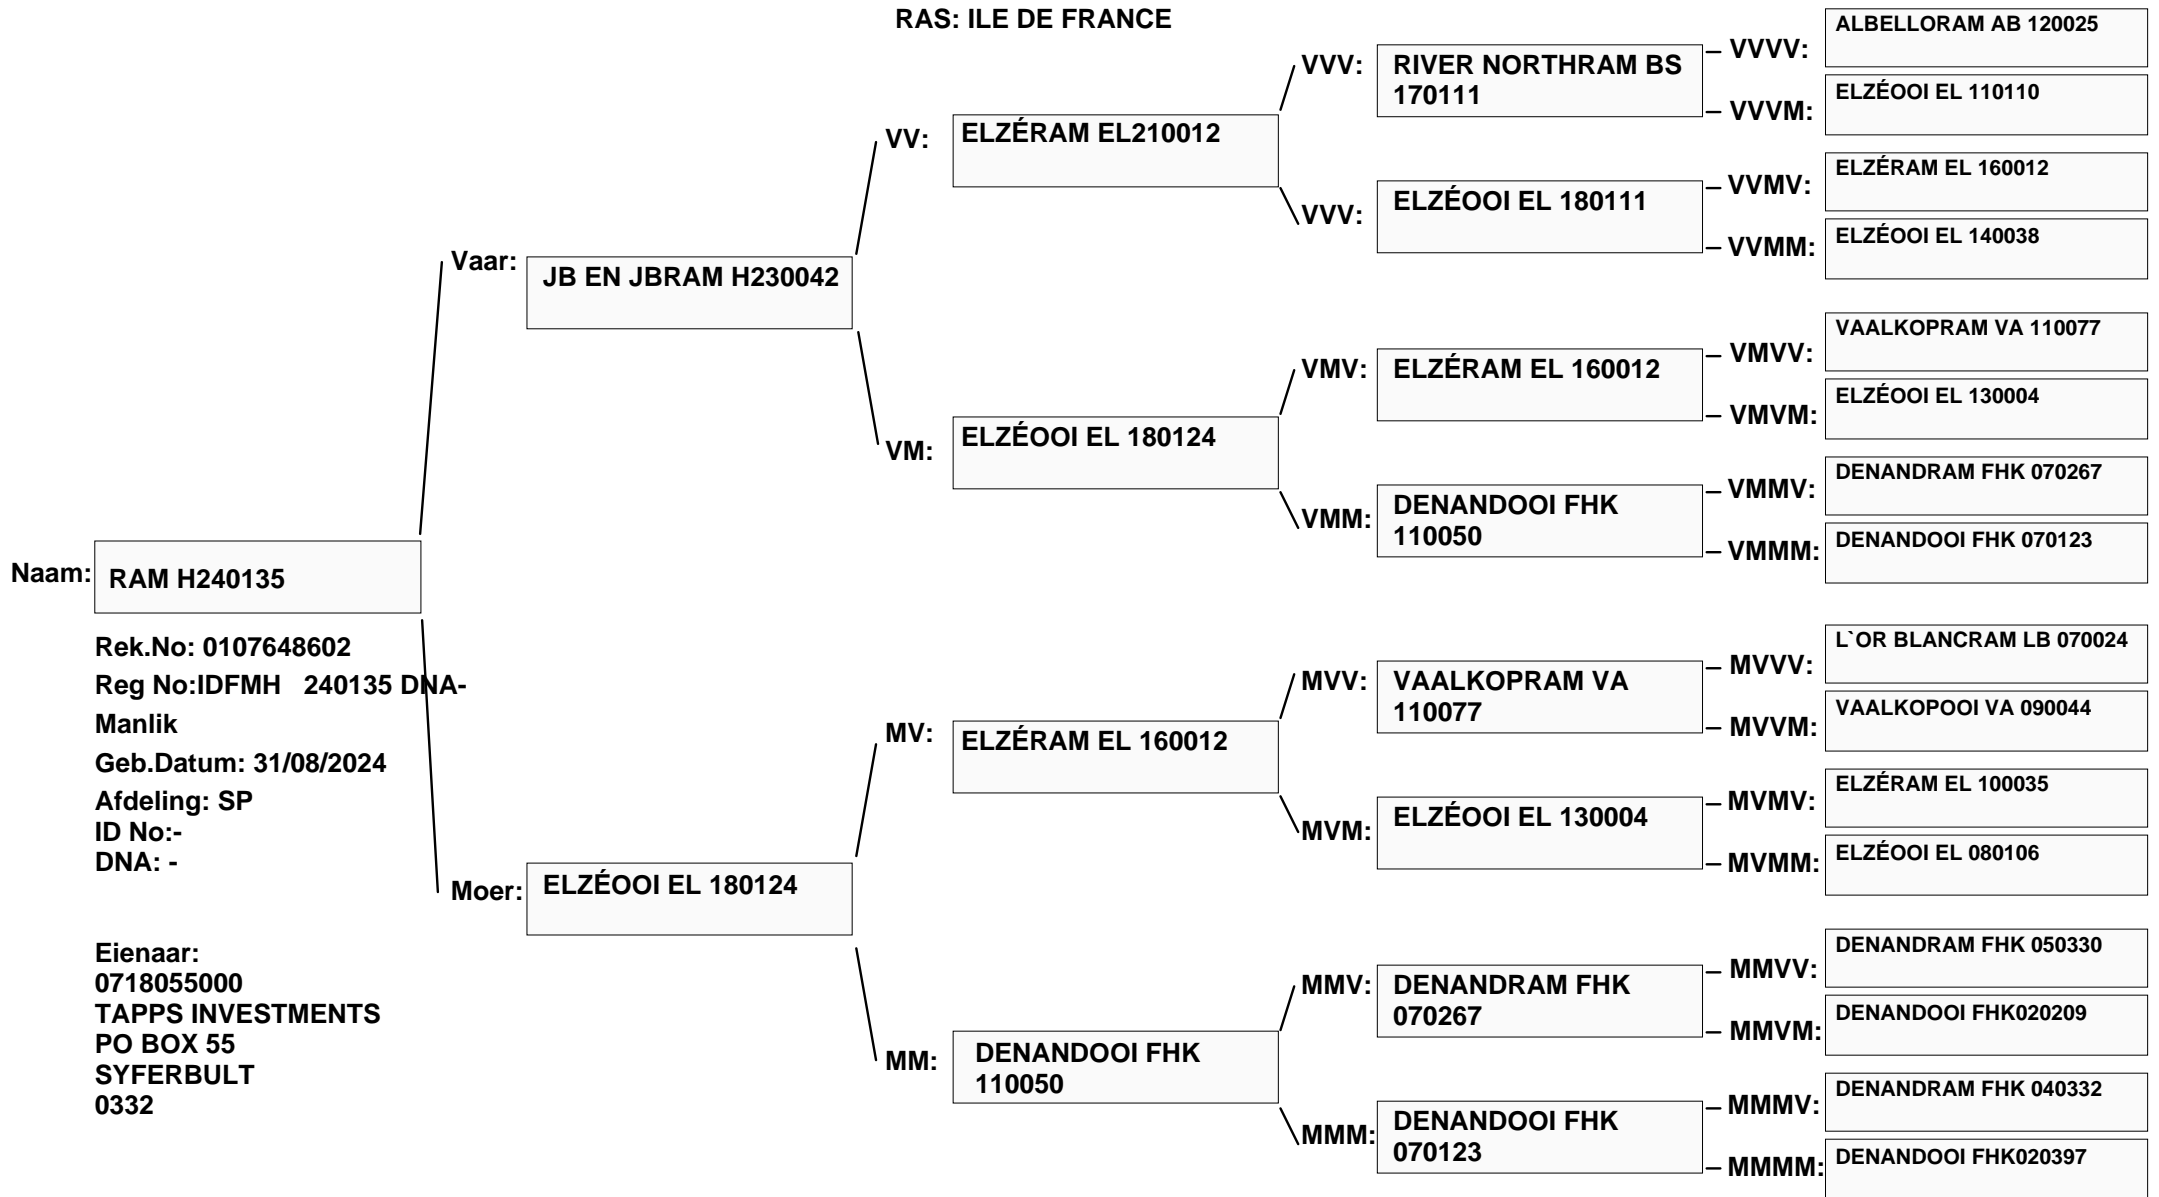 RAS: ILE DE FRANCE
Naam:
RAM H240135
Rek.No: 0107648602
Reg No:IDFMH   240135 DNA-
Manlik
Geb.Datum: 31/08/2024
Afdeling: SP
ID No:-
DNA: -
Eienaar:
0718055000
TAPPS INVESTMENTS
PO BOX 55
SYFERBULT
0332
Vaar:
JB EN JBRAM H230042
Moer:
ELZÉOOI EL 180124
VV:
ELZÉRAM EL210012
VM:
ELZÉOOI EL 180124
MV:
ELZÉRAM EL 160012
MM:
DENANDOOI FHK
110050
VVV:
RIVER NORTHRAM BS
170111
VVV:
ELZÉOOI EL 180111
VMV:
ELZÉRAM EL 160012
VMM:
DENANDOOI FHK
110050
MVV:
VAALKOPRAM VA
110077
MVM:
ELZÉOOI EL 130004
MMV:
DENANDRAM FHK
070267
MMM:
DENANDOOI FHK
070123
VVVV:
ALBELLORAM AB 120025
VVVM:
ELZÉOOI EL 110110
VVMV:
ELZÉRAM EL 160012
VVMM:
ELZÉOOI EL 140038
VMVV:
VAALKOPRAM VA 110077
VMVM:
ELZÉOOI EL 130004
VMMV:
DENANDRAM FHK 070267
VMMM:
DENANDOOI FHK 070123
MVVV:
L`OR BLANCRAM LB 070024
MVVM:
VAALKOPOOI VA 090044
MVMV:
ELZÉRAM EL 100035
MVMM:
ELZÉOOI EL 080106
MMVV:
DENANDRAM FHK 050330
MMVM:
DENANDOOI FHK020209
MMMV:
DENANDRAM FHK 040332
MMMM:
DENANDOOI FHK020397